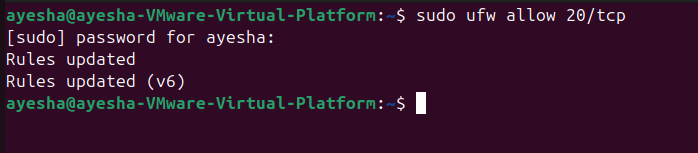 ayesha@ayesha-VMware-Virtual-Platform:~$ sudo ufw allow 20/tcp
[sudo] password for ayesha:
Rules updated
Rules updated (v6)
ayesha@ayesha-VMware-Virtual-Platform:~$